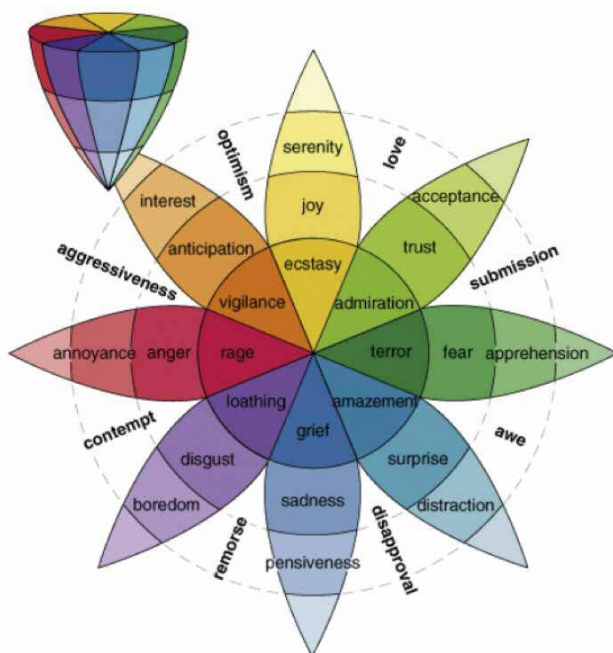 optimism
serenity
love
interest
joy
acceptance
anticipation
trust
aggressiveness
ecstasy
submission
vigilance
admiration
annoyance
anger
rage
terror
fear
apprehension
loathing
amazement
contempt
grief
awe
disgust
surprise
boredom
sadness
distraction
remorse
pensiveness
disapproval